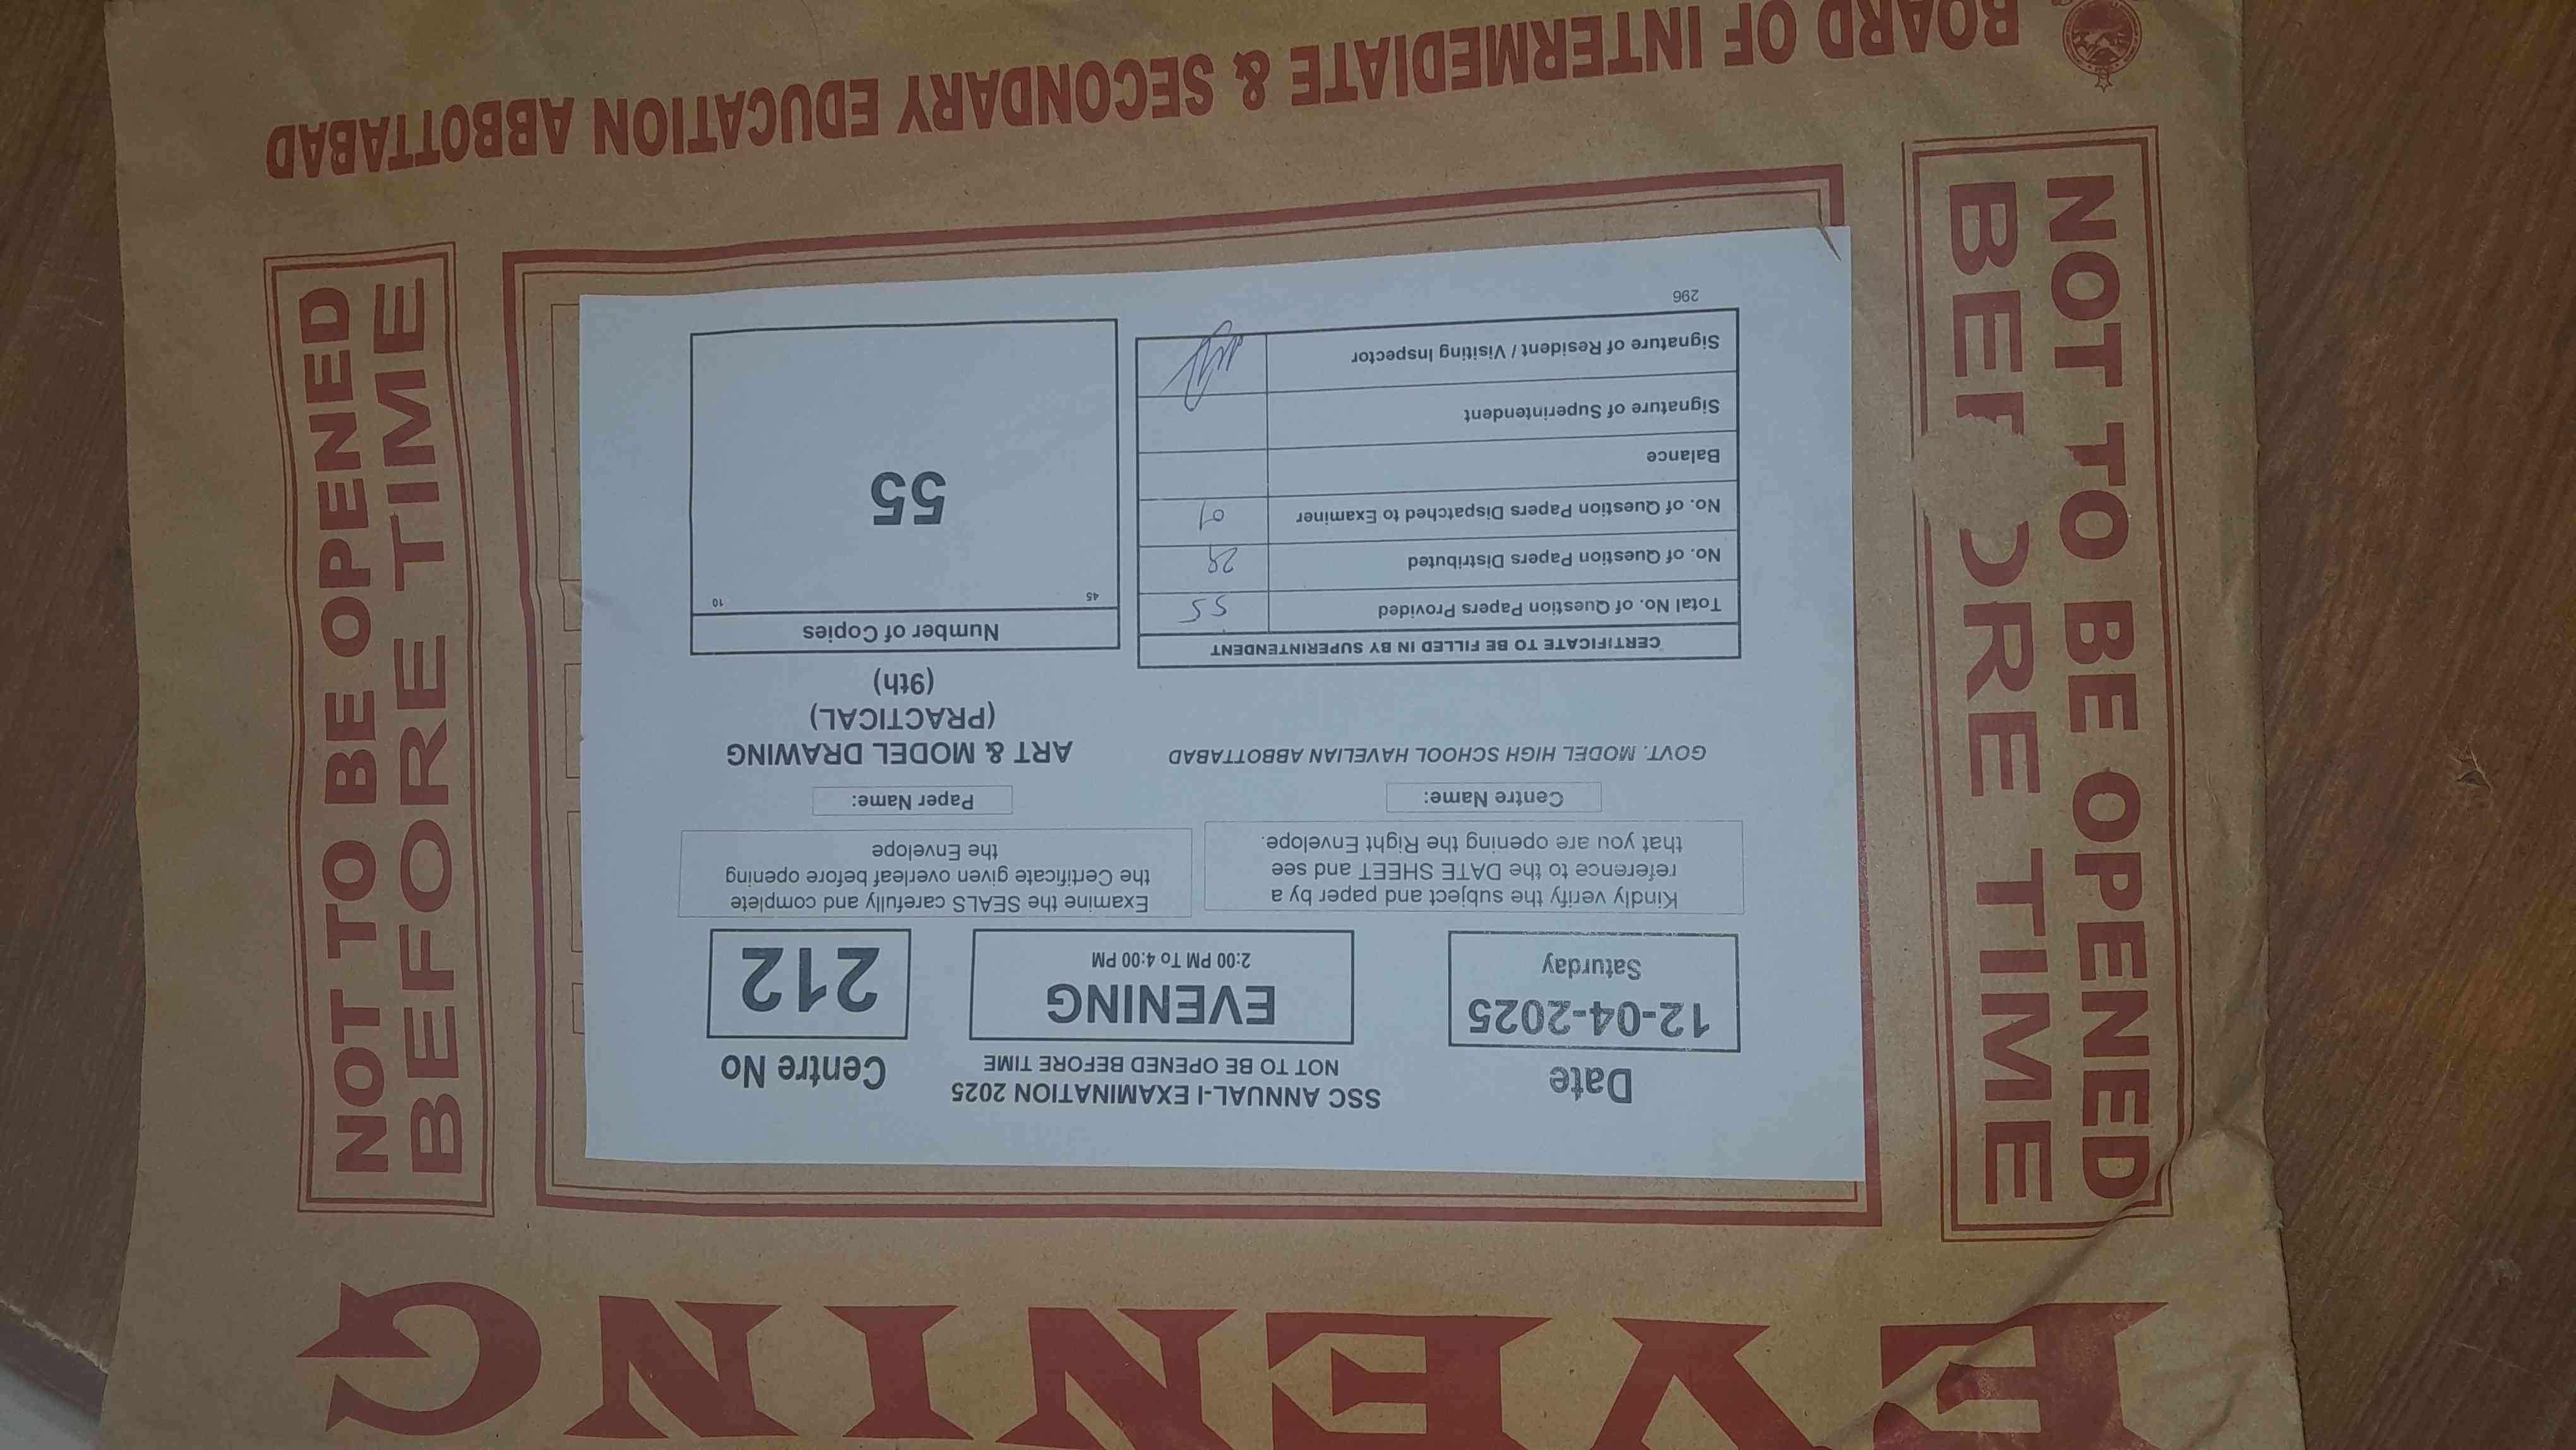 EVENING
NOT TO BE OPENED
BEFORE TIME
SSC ANNUAL-I EXAMINATION 2025
NOT TO BE OPENED BEFORE TIME
Date
12-04-2025
Saturday
EVENING
2:00 PM To 4:00 PM
Centre No
212
Kindly verify the subject and paper by a
reference to the DATE SHEET and see
that you are opening the Right Envelope.
Examine the SEALS carefully and complete
the Certificate given overleaf before opening
the Envelope
Centre Name:
GOVT. MODEL HIGH SCHOOL HAVELIAN ABBOTTABAD
Paper Name:
ART & MODEL DRAWING
(PRACTICAL)
(9th)
CERTIFICATE TO BE FILLED IN BY SUPERINTENDENT
Total No. of Question Papers Provided 55
No. of Question Papers Distributed 28
No. of Question Papers Dispatched to Examiner 01
Balance
Signature of Superintendent
Signature of Resident / Visiting Inspector
296
Number of Copies
45 10
55
NOT TO BE OPENED
BEFORE TIME
BOARD OF INTERMEDIATE & SECONDARY EDUCATION ABBOTTABAD